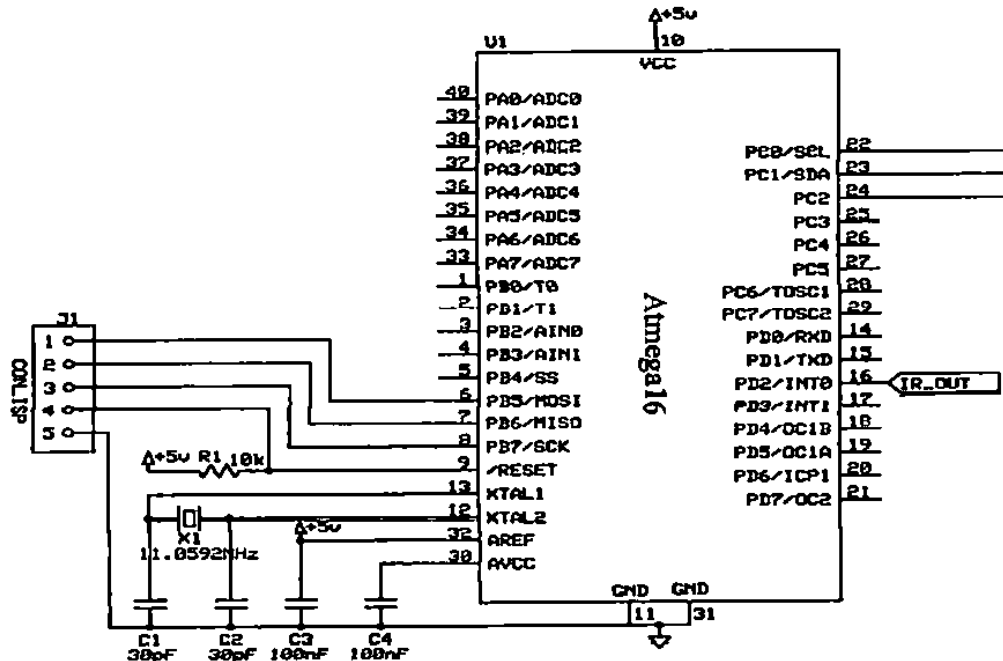 +5v
U1
10
VCC
40 PA0/ADC0
39 PA1/ADC1
38 PA2/ADC2
37 PA3/ADC3
36 PA4/ADC4
35 PA5/ADC5
34 PA6/ADC6
33 PA7/ADC7
1 PB0/T0
2 PB1/T1
3 PB2/AIN0
4 PB3/AIN1
5 PB4/SS
6 PB5/MOSI
7 PB6/MISO
8 PB7/SCK
9 /RESET
13 XTAL1
12 XTAL2
32 AREF
30 AVCC
Atmega16
PC0/SCL 22
PC1/SDA 23
PC2 24
PC3 25
PC4 26
PC5 27
PC6/TOSC1 28
PC7/TOSC2 29
PD0/RXD 14
PD1/TXD 15
PD2/INT0 16
IR_OUT
PD3/INT1 17
PD4/OC1B 18
PD5/OC1A 19
PD6/ICP1 20
PD7/OC2 21
GND GND
11 31
J1
1
2
3
4
5
CON_ISP
+5v R1 10k
X1
11.0592MHz
+5v
C1 C2 C3 C4
30pF 30pF 100nF 100nF